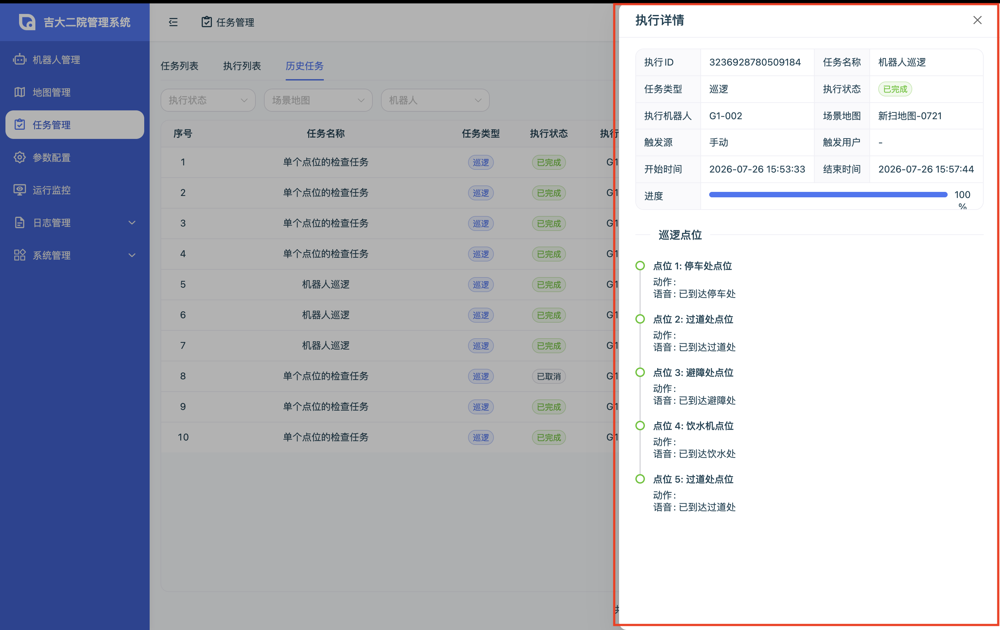 吉大二院管理系统
机器人管理
地图管理
任务管理
参数配置
运行监控
日志管理
系统管理
任务管理
任务列表 执行列表 历史任务
执行状态 场景地图 机器人
序号 任务名称 任务类型 执行状态 执行
1 单个点位的检查任务 巡逻 已完成 G1
2 单个点位的检查任务 巡逻 已完成 G1
3 单个点位的检查任务 巡逻 已完成 G1
4 单个点位的检查任务 巡逻 已完成 G1
5 机器人巡逻 巡逻 已完成 G1
6 机器人巡逻 巡逻 已完成 G1
7 机器人巡逻 巡逻 已完成 G1
8 单个点位的检查任务 巡逻 已取消 G1
9 单个点位的检查任务 巡逻 已完成 G1
10 单个点位的检查任务 巡逻 已完成 G1
执行详情
执行ID 3236928780509184 任务名称 机器人巡逻
任务类型 巡逻 执行状态 已完成
执行机器人 G1-002 场景地图 新扫地图-0721
触发源 手动 触发用户 -
开始时间 2026-07-26 15:53:33 结束时间 2026-07-26 15:57:44
进度 100
%
巡逻点位
点位 1: 停车处点位
动作:
语音: 已到达停车处
点位 2: 过道处点位
动作:
语音: 已到达过道处
点位 3: 避障处点位
动作:
语音: 已到达避障处
点位 4: 饮水机点位
动作:
语音: 已到达饮水处
点位 5: 过道处点位
动作:
语音: 已到达过道处